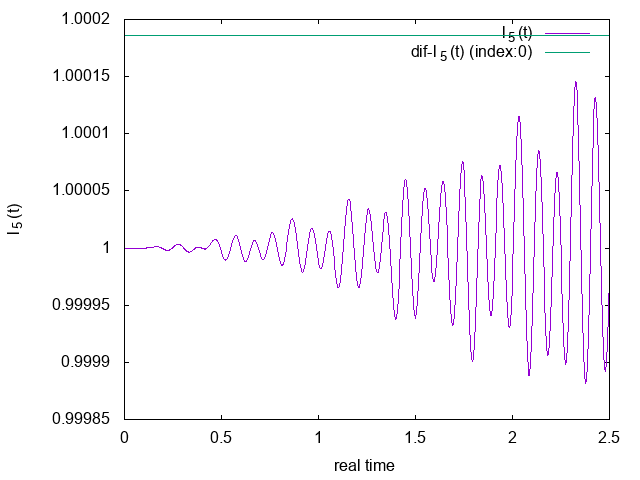 1.0002
I5(t)
dif-I5(t) (index:0)
1.00015
1.0001
1.00005
I5(t)
1
0.99995
0.9999
0.99985
0 0.5 1 1.5 2 2.5
real time